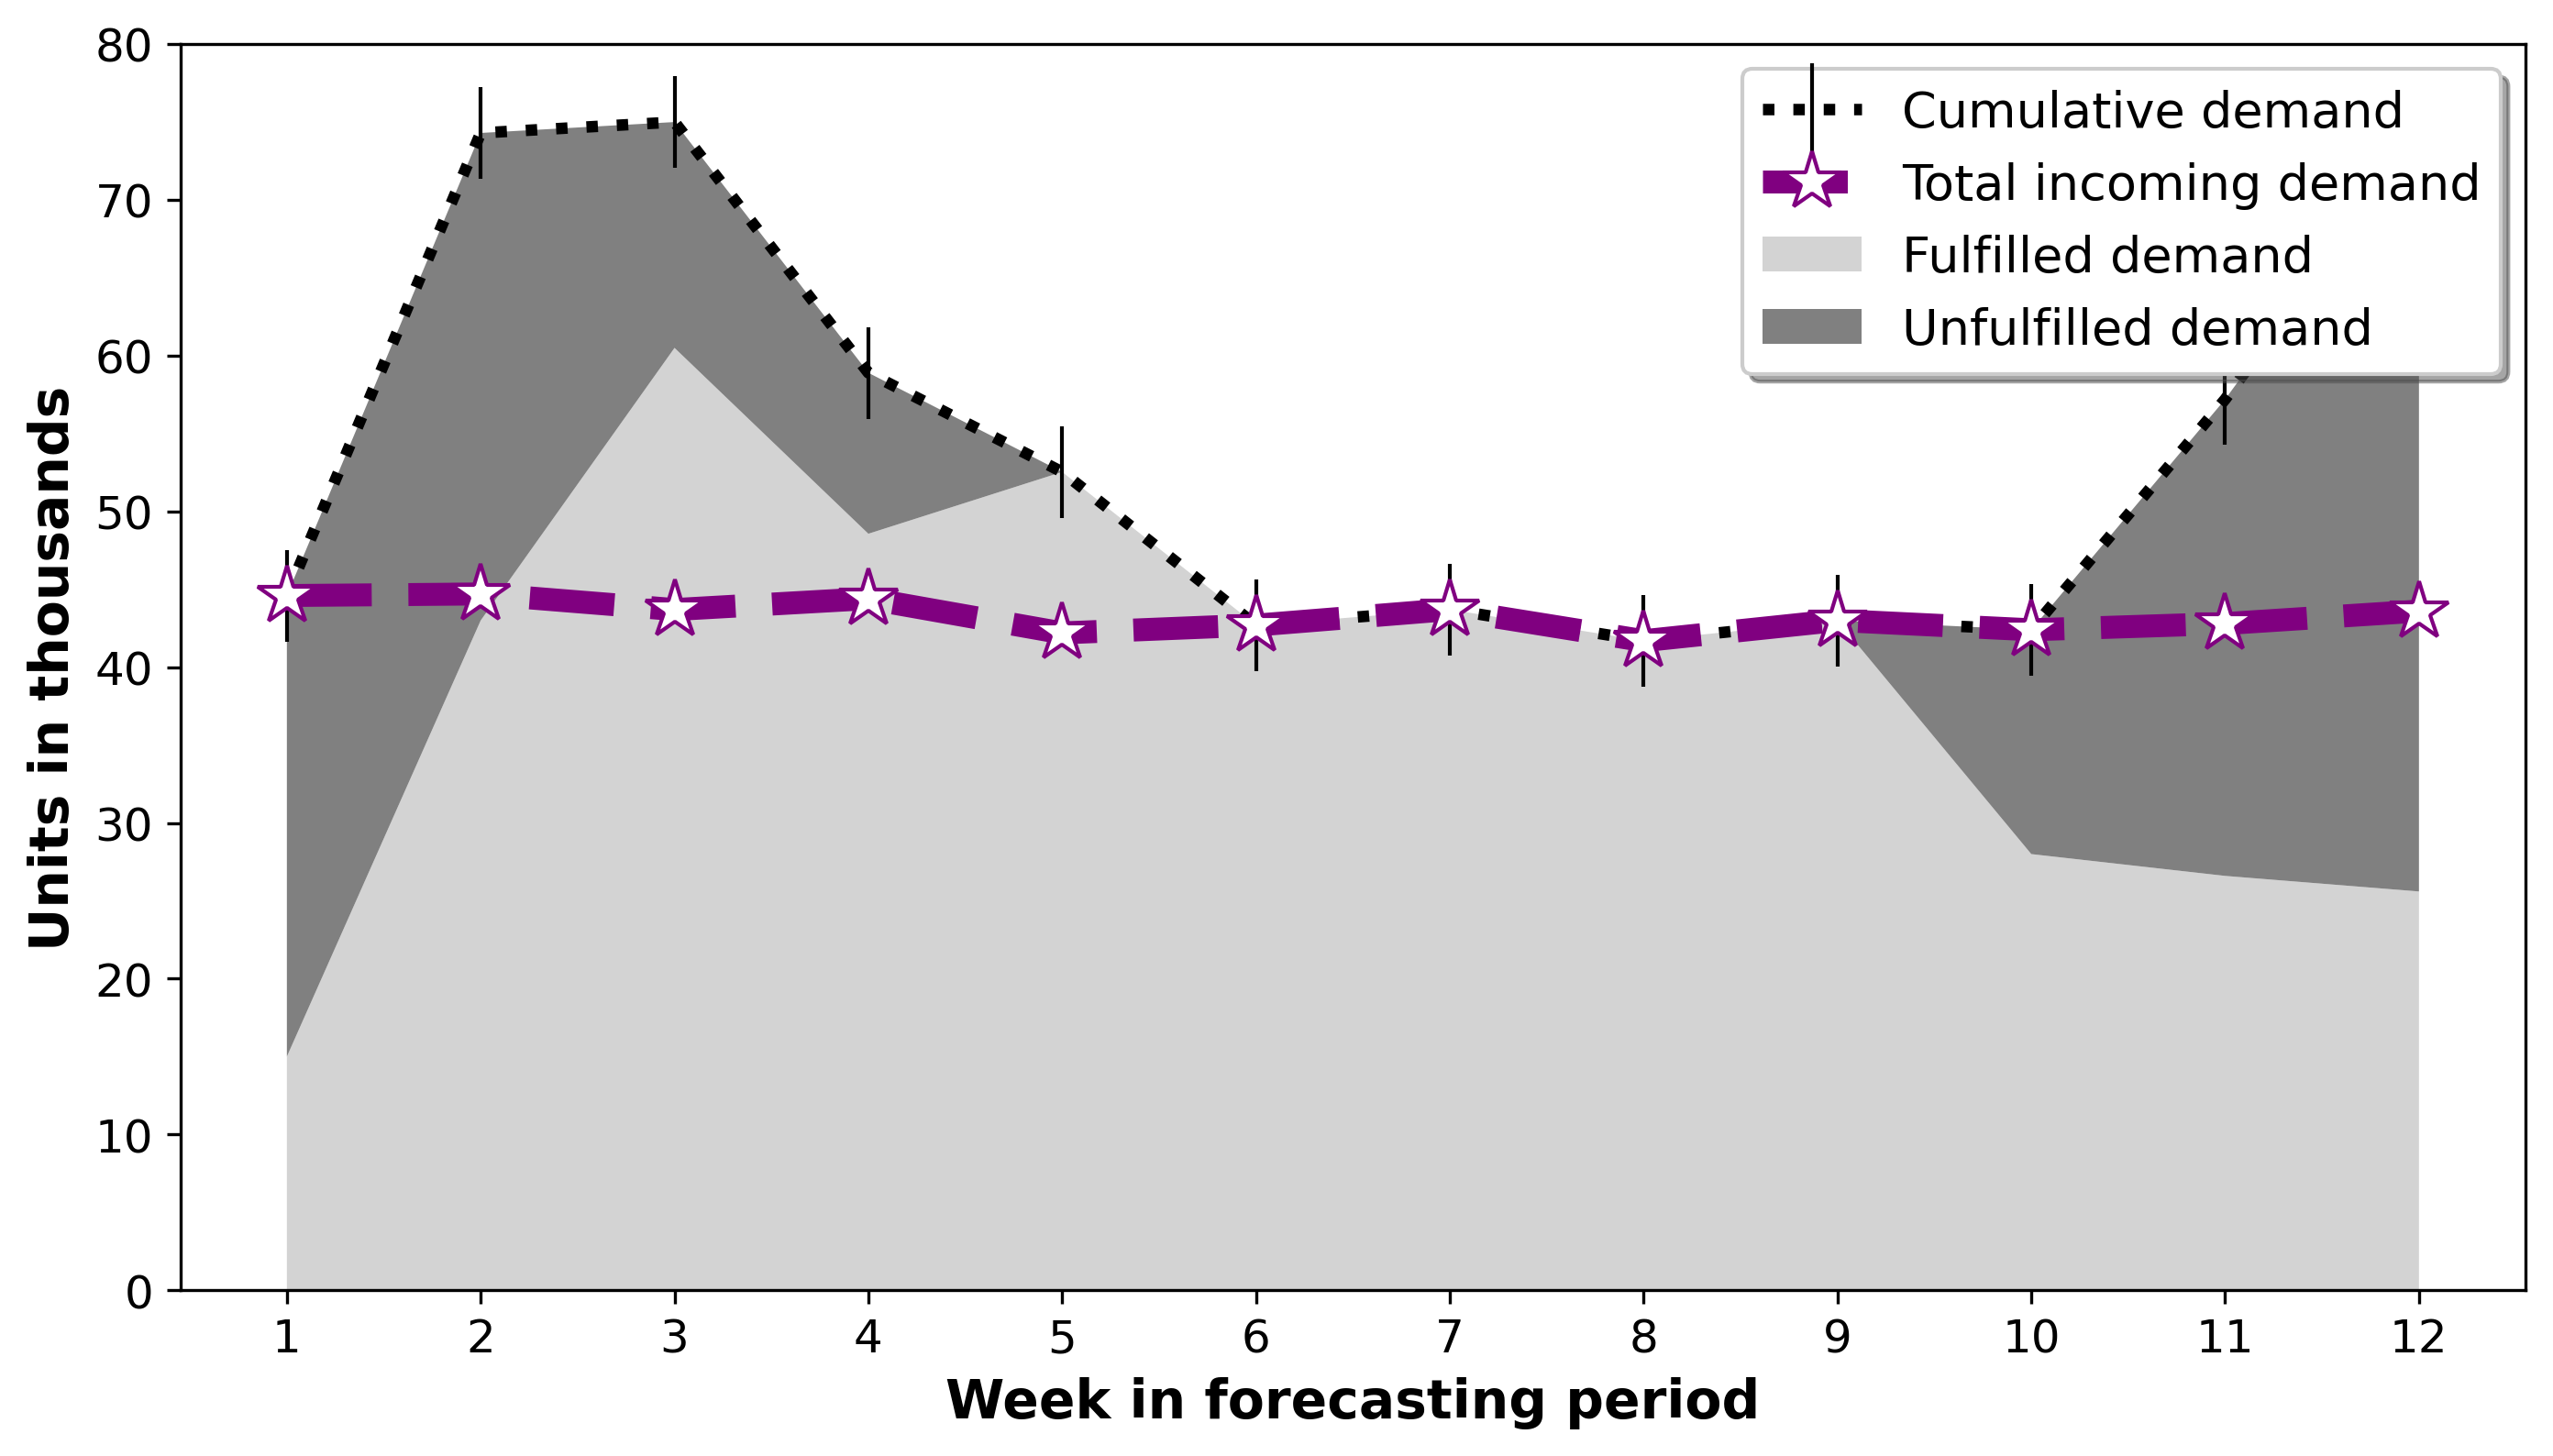 80
70
60
50
40
30
20
10
0
Units in thousands
Cumulative demand
Total incoming demand
Fulfilled demand
Unfulfilled demand
1 2 3 4 5 6 7 8 9 10 11 12
Week in forecasting period